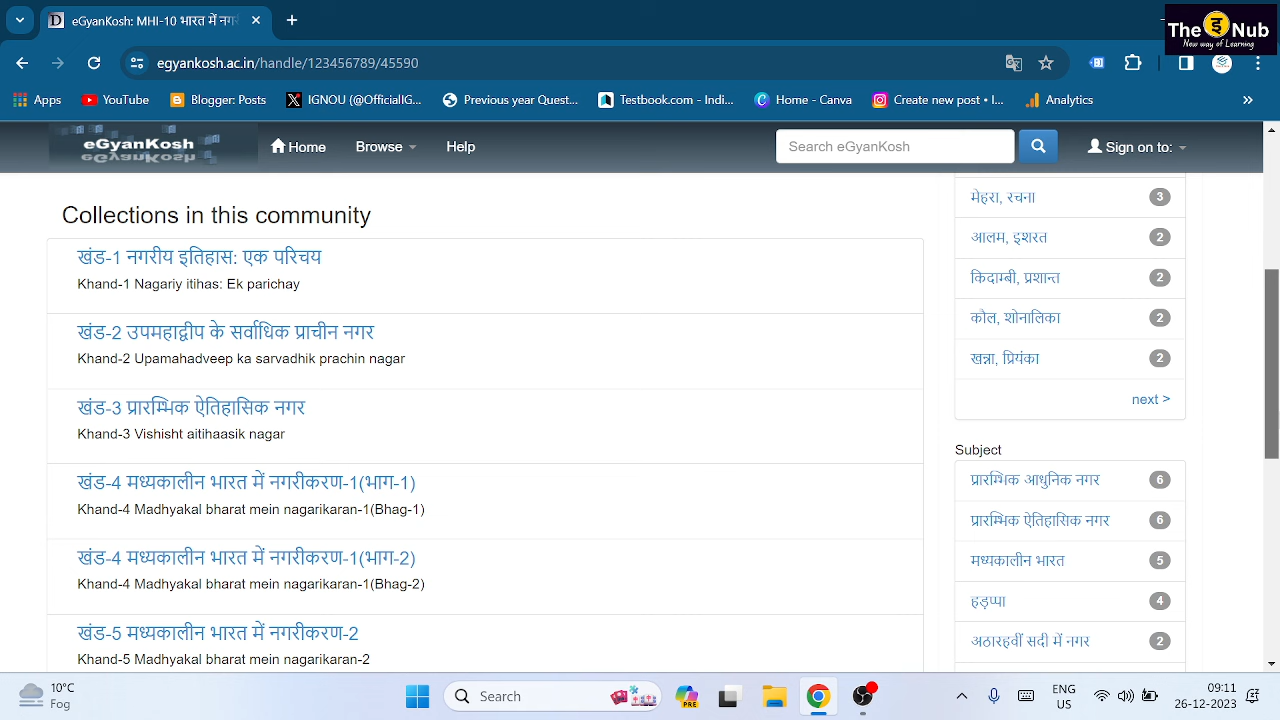 eGyanKosh: MHI-10 भारत में नगर
The इ Nub
New way of Learning
egyankosh.ac.in/handle/123456789/45590
Apps
YouTube
Blogger: Posts
IGNOU (@OfficialIG...
Previous year Quest...
Testbook.com - Indi...
Home - Canva
Create new post • I...
Analytics
eGyanKosh
Home
Browse
Help
Search eGyanKosh
Sign on to:
Collections in this community
खंड-1 नगरीय इतिहास: एक परिचय
Khand-1 Nagariy itihas: Ek parichay
खंड-2 उपमहाद्वीप के सर्वाधिक प्राचीन नगर
Khand-2 Upamahadveep ka sarvadhik prachin nagar
खंड-3 प्रारम्भिक ऐतिहासिक नगर
Khand-3 Vishisht aitihaasik nagar
खंड-4 मध्यकालीन भारत में नगरीकरण-1(भाग-1)
Khand-4 Madhyakal bharat mein nagarikaran-1(Bhag-1)
खंड-4 मध्यकालीन भारत में नगरीकरण-1(भाग-2)
Khand-4 Madhyakal bharat mein nagarikaran-1(Bhag-2)
खंड-5 मध्यकालीन भारत में नगरीकरण-2
Khand-5 Madhyakal bharat mein nagarikaran-2
मेहरा, रचना 3
आलम, इशरत 2
किदाम्बी, प्रशान्त 2
कौल, शोनालिका 2
खन्ना, प्रियंका 2
next >
Subject
प्रारम्भिक आधुनिक नगर 6
प्रारम्भिक ऐतिहासिक नगर 6
मध्यकालीन भारत 5
हड़प्पा 4
अठारहवीं सदी में नगर 2
10°C
Fog
Search
PRE
ENG
US
09:11
26-12-2023